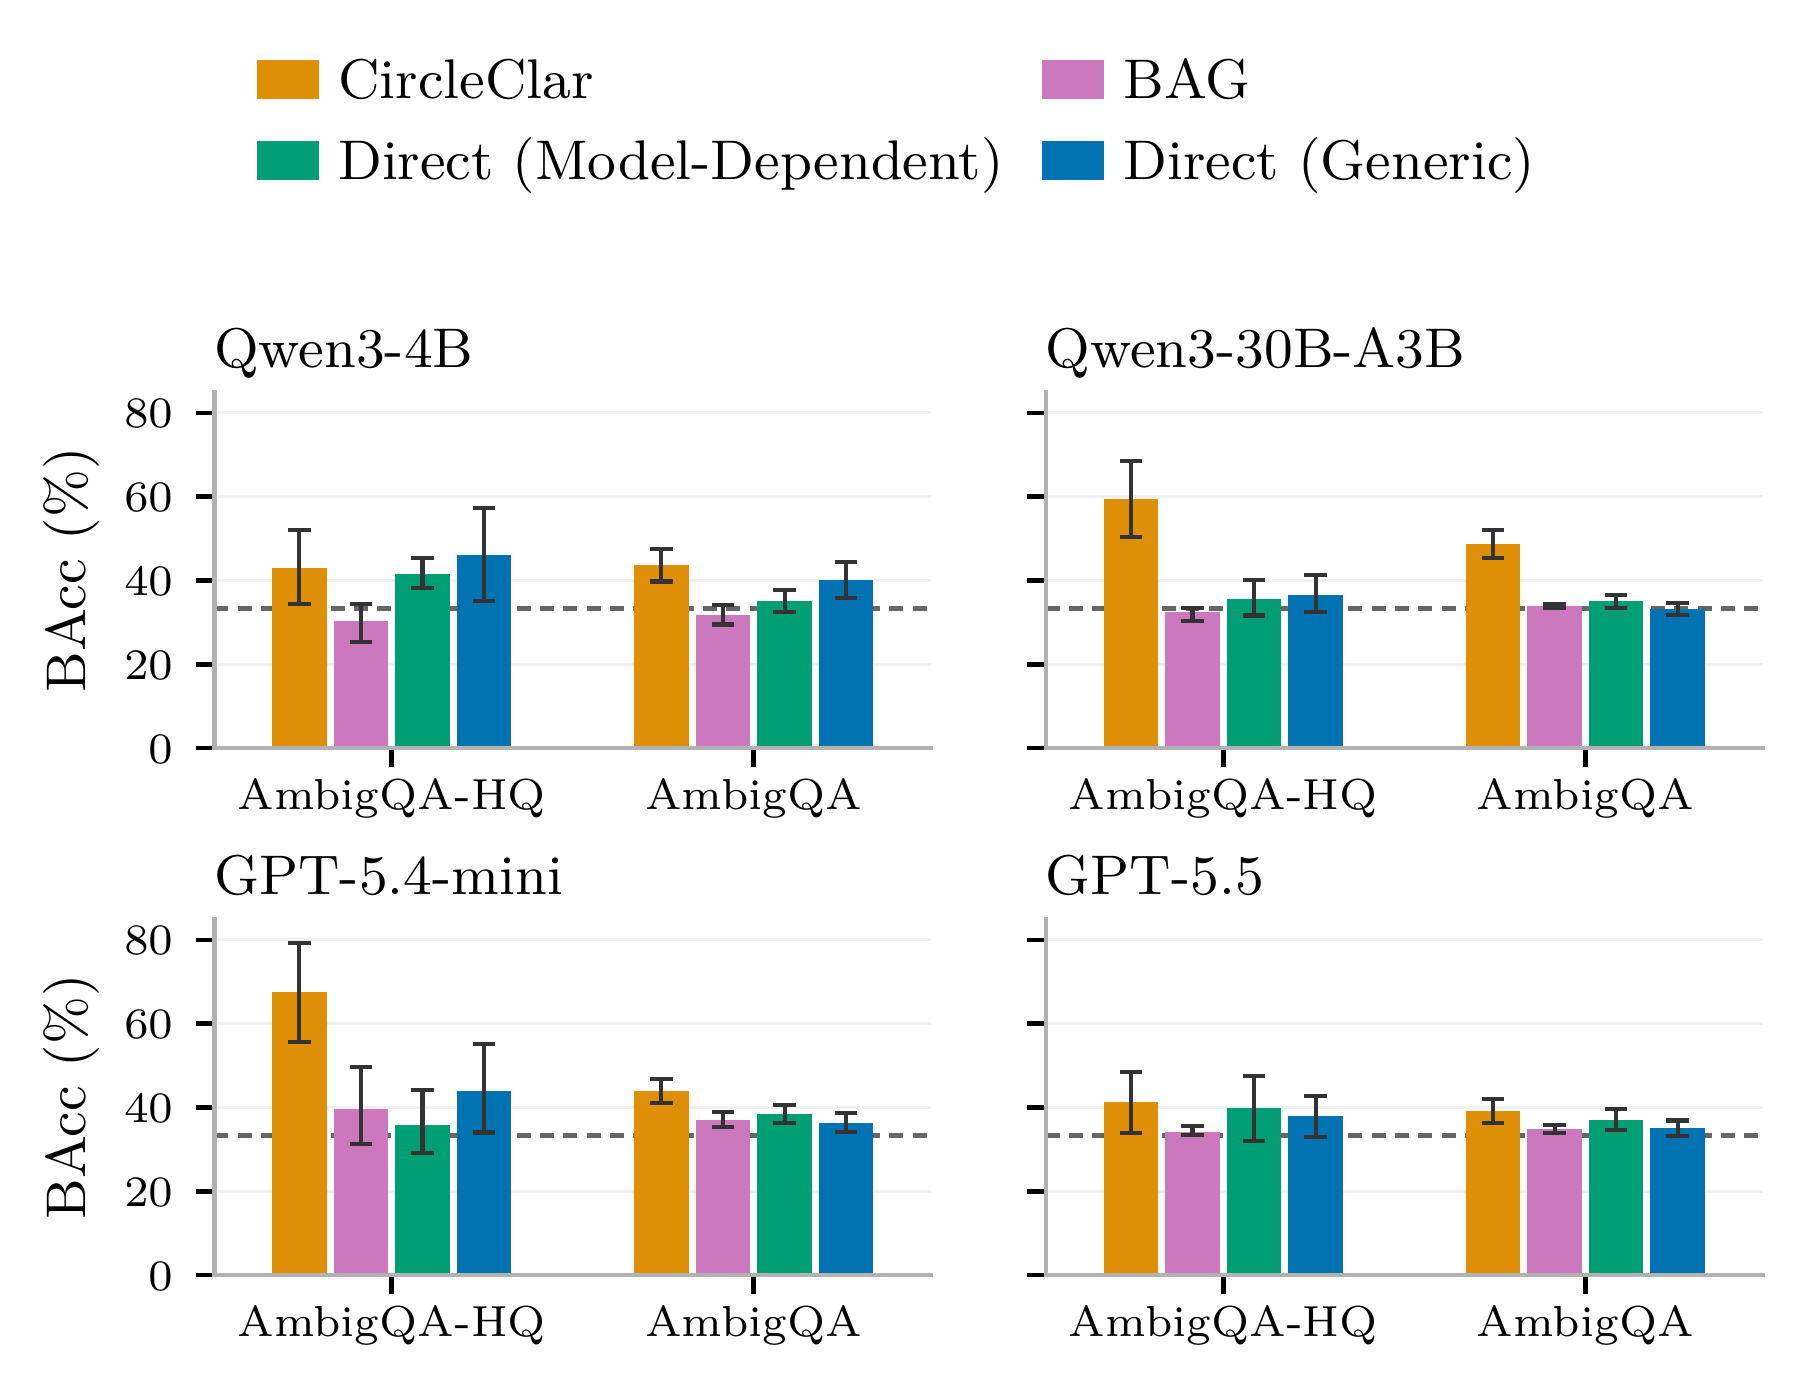 CircleClar
BAG
Direct (Model-Dependent)
Direct (Generic)
Qwen3-4B
Qwen3-30B-A3B
BAcc (%)
80
60
40
20
0
AmbigQA-HQ
AmbigQA
AmbigQA-HQ
AmbigQA
GPT-5.4-mini
GPT-5.5
BAcc (%)
80
60
40
20
0
AmbigQA-HQ
AmbigQA
AmbigQA-HQ
AmbigQA